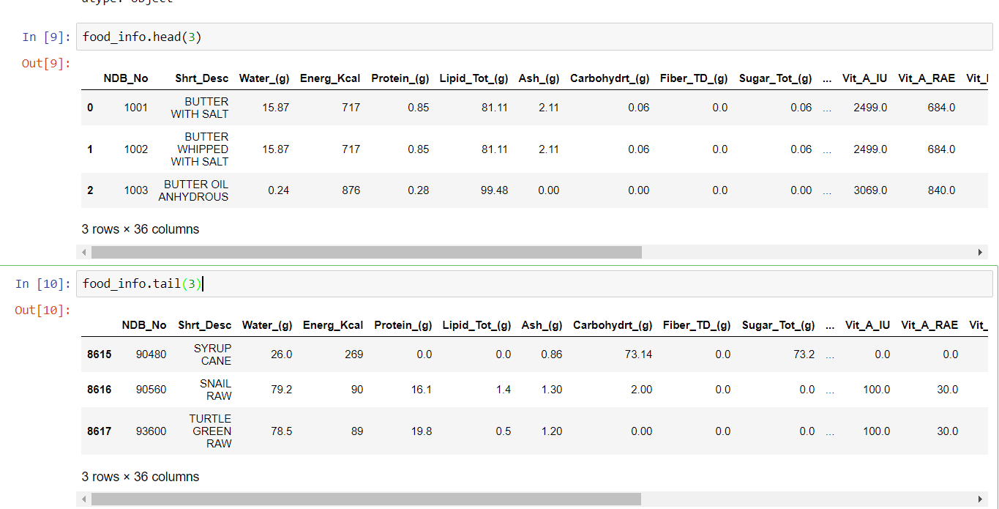 dtype: object
In [9]: food_info.head(3)
Out[9]:
NDB_No Shrt_Desc Water_(g) Energ_Kcal Protein_(g) Lipid_Tot_(g) Ash_(g) Carbohydrt_(g) Fiber_TD_(g) Sugar_Tot_(g) ... Vit_A_IU Vit_A_RAE
0 1001 BUTTER WITH SALT 15.87 717 0.85 81.11 2.11 0.06 0.0 0.06 ... 2499.0 684.0
1 1002 BUTTER WHIPPED WITH SALT 15.87 717 0.85 81.11 2.11 0.06 0.0 0.06 ... 2499.0 684.0
2 1003 BUTTER OIL ANHYDROUS 0.24 876 0.28 99.48 0.00 0.00 0.0 0.00 ... 3069.0 840.0
3 rows × 36 columns
In [10]: food_info.tail(3)
Out[10]:
NDB_No Shrt_Desc Water_(g) Energ_Kcal Protein_(g) Lipid_Tot_(g) Ash_(g) Carbohydrt_(g) Fiber_TD_(g) Sugar_Tot_(g) ... Vit_A_IU Vit_A_RAE Vit_
8615 90480 SYRUP CANE 26.0 269 0.0 0.0 0.86 73.14 0.0 73.2 ... 0.0 0.0
8616 90560 SNAIL RAW 79.2 90 16.1 1.4 1.30 2.00 0.0 0.0 ... 100.0 30.0
8617 93600 TURTLE GREEN RAW 78.5 89 19.8 0.5 1.20 0.00 0.0 0.0 ... 100.0 30.0
3 rows × 36 columns